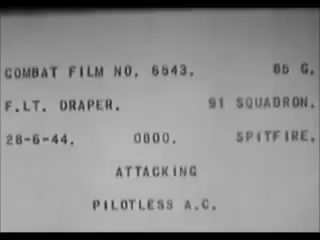 COMBAT FILM NO. 6543. 85 G.
F.LT. DRAPER. 91 SQUADRON.
28-6-44. 0800. SPITFIRE.
ATTACKING
PILOTLESS A.C.